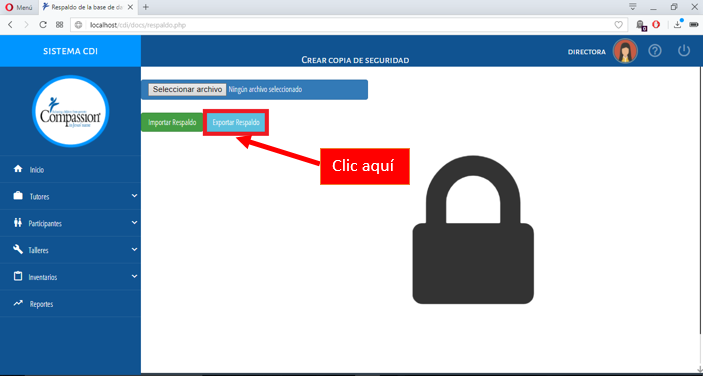 Menú
Respaldo de la base de da
localhost/cdi/docs/respaldo.php
SISTEMA CDI
Crear copia de seguridad
DIRECTORA
Compassion
Seleccionar archivo Ningún archivo seleccionado
Importar Respaldo
Exportar Respaldo
Clic aquí
Inicio
Tutores
Participantes
Talleres
Inventarios
Reportes